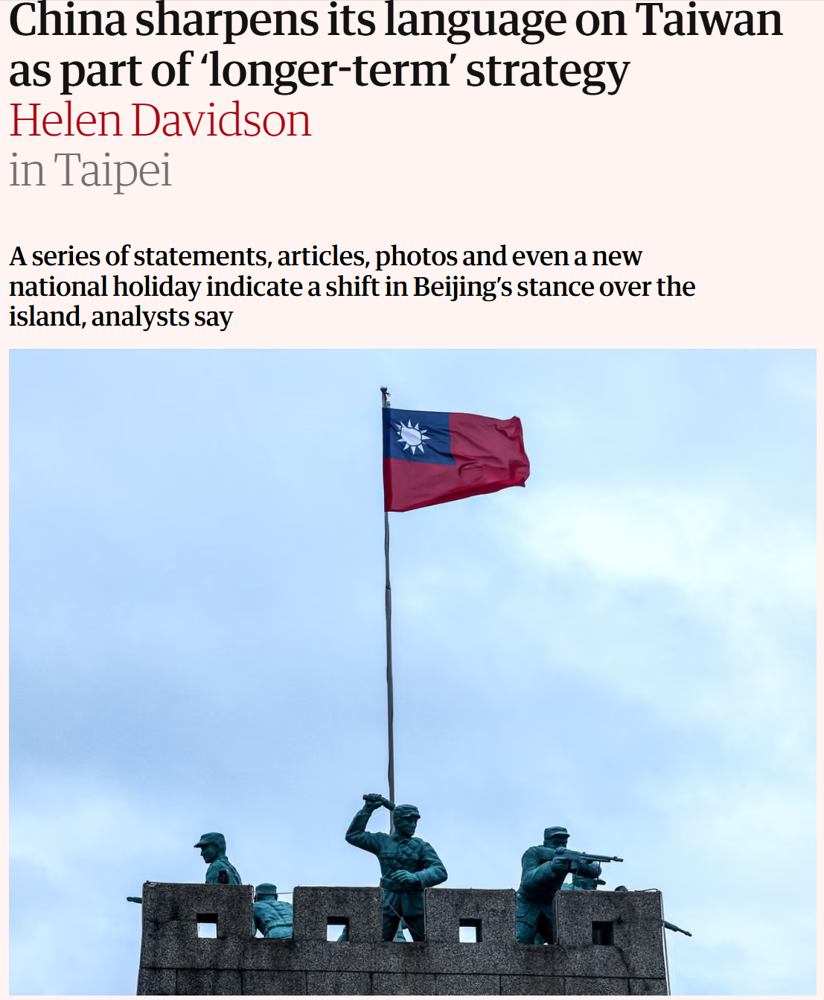 China sharpens its language on Taiwan
as part of ‘longer-term’ strategy
Helen Davidson
in Taipei
A series of statements, articles, photos and even a new
national holiday indicate a shift in Beijing’s stance over the
island, analysts say